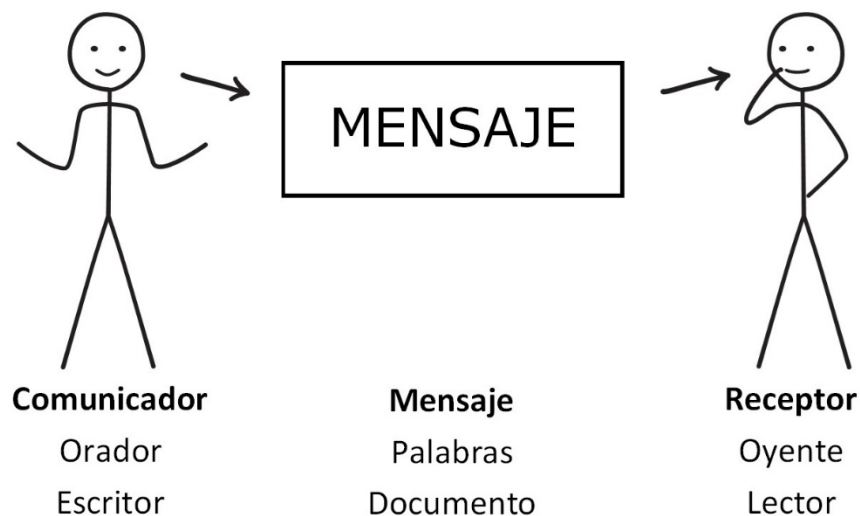 MENSAJE
Comunicador Mensaje Receptor
Orador Palabras Oyente
Escritor Documento Lector